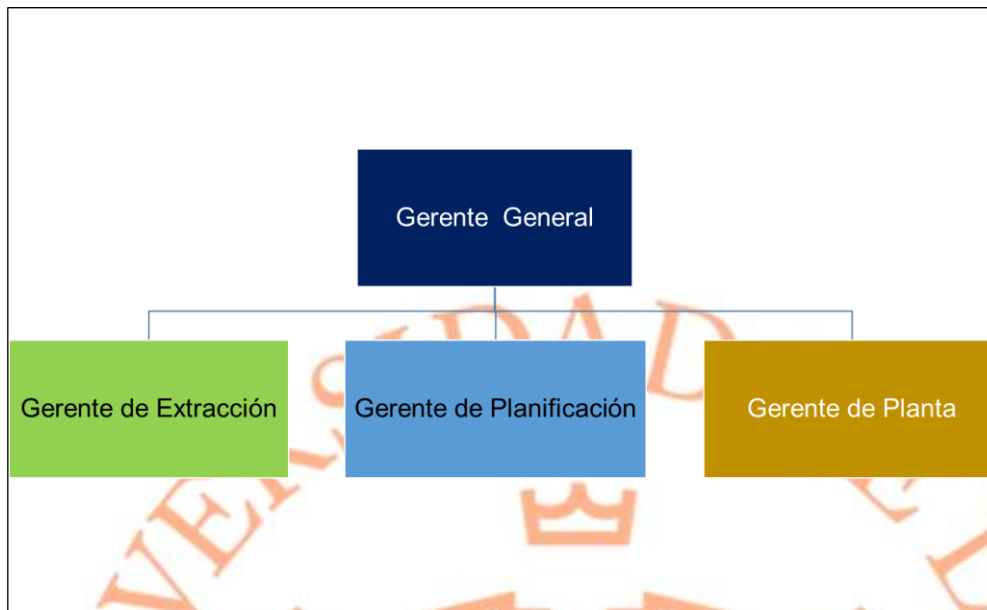 Gerente  General
Gerente de Extracción
Gerente de Planificación
Gerente de Planta